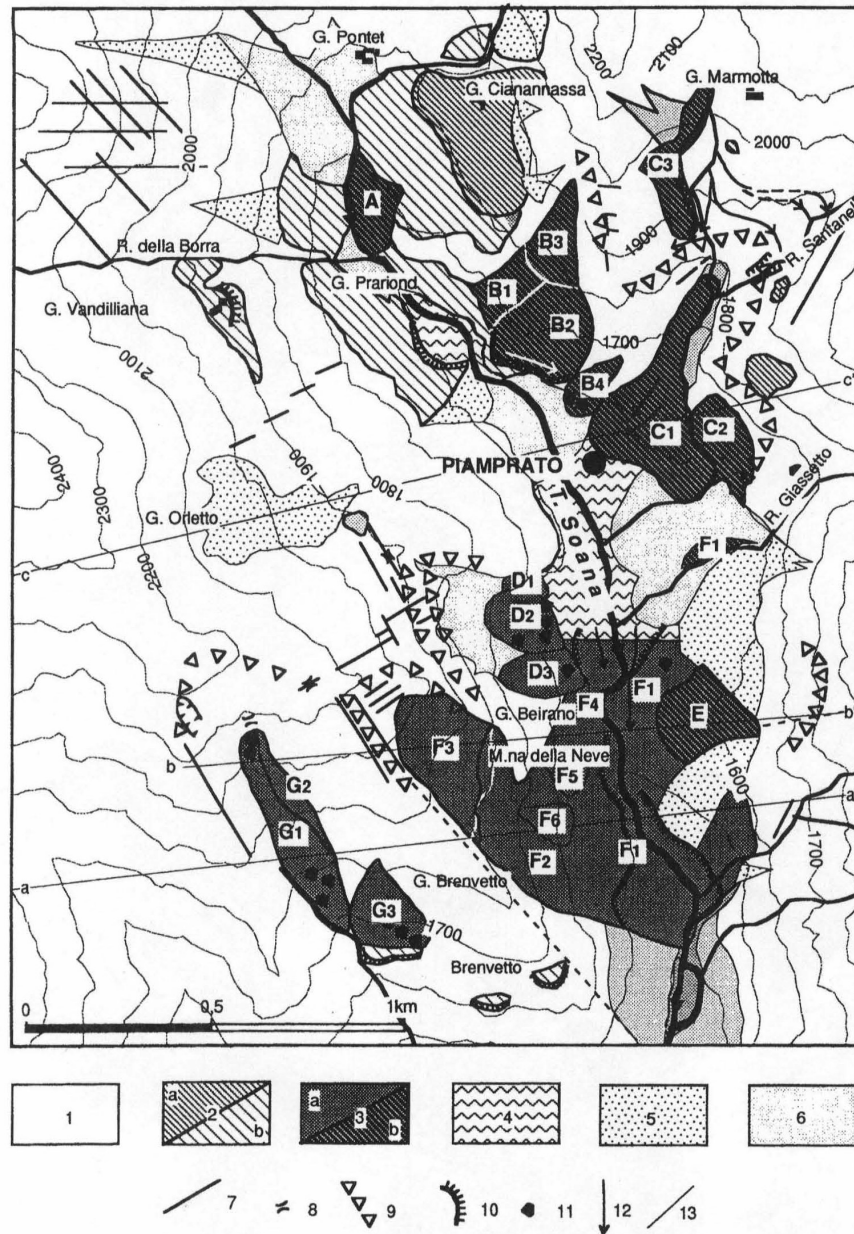 G. Pontet
2200
2100
G. Marmotta
G. Cianannassa
2000
2000
C3
A
B3
1900
R. della Borra
R. Santanel
G. Prariond
B1
1800
G. Vandilliana
B2
1700
2100
B4
c'
C1
C2
1900
PIAMPRATO
2400
1800
R. Giassetto
2300
G. Orletto
T. Soana
F1
2200
c
D1
D2
D3
F1
F4
E
G. Beirano
b'
b
F3
M.na della Neve
F5
1600
G2
a'
F6
G1
F2
F1
1700
a
G. Brenvetto
G3
1700
Brenvetto
0
0,5
1km
1
a
2
b
a
3
b
4
5
6
7
8
9
10
11
12
13